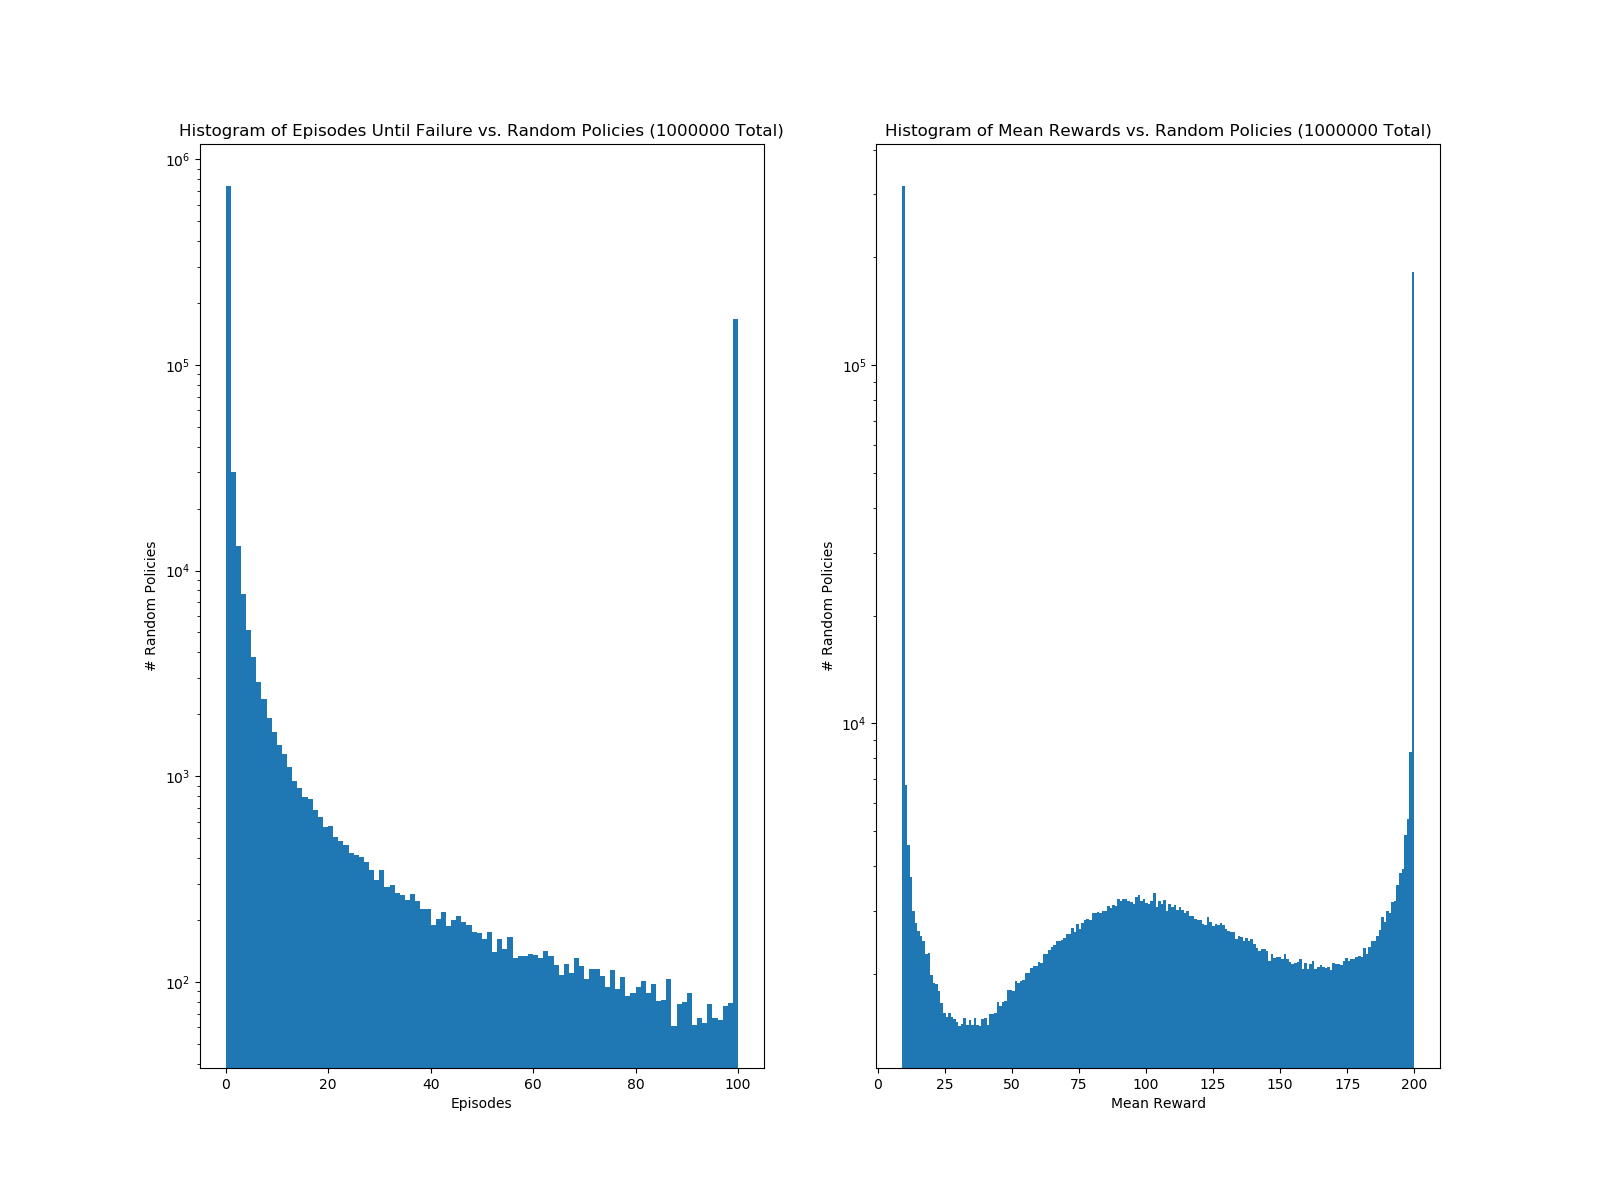 Histogram of Episodes Until Failure vs. Random Policies (1000000 Total)
10^6
10^5
10^4
10^3
10^2
# Random Policies
0 20 40 60 80 100
Episodes
Histogram of Mean Rewards vs. Random Policies (1000000 Total)
10^5
10^4
# Random Policies
0 25 50 75 100 125 150 175 200
Mean Reward